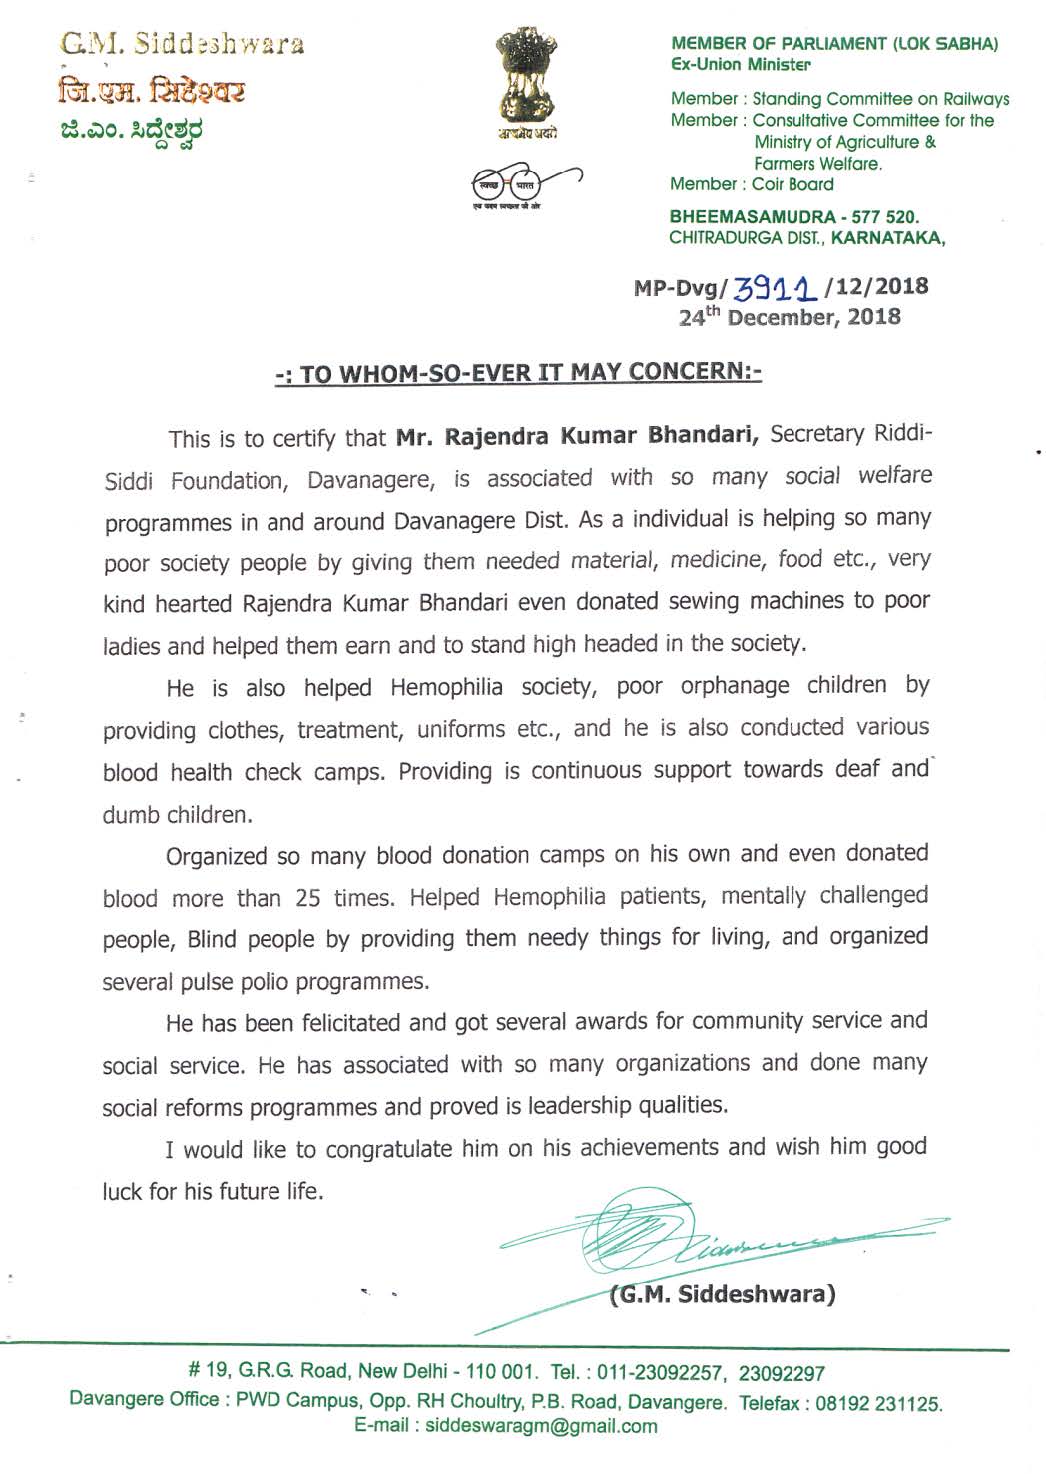 G.M. Siddeshwara
जि.एम. सिद्देश्वर
ಜಿ.ಎಂ. ಸಿದ್ದೇಶ್ವರ
सत्यमेव जयते
स्वच्छ भारत
एक कदम स्वच्छता की ओर
MEMBER OF PARLIAMENT (LOK SABHA)
Ex-Union Minister
Member : Standing Committee on Railways
Member : Consultative Committee for the
Ministry of Agriculture &
Farmers Welfare.
Member : Coir Board
BHEEMASAMUDRA - 577 520.
CHITRADURGA DIST., KARNATAKA,
MP-Dvg/ 3911 /12/2018
24th December, 2018
-: TO WHOM-SO-EVER IT MAY CONCERN:-
This is to certify that Mr. Rajendra Kumar Bhandari, Secretary Riddi-
Siddi Foundation, Davanagere, is associated with so many social welfare
programmes in and around Davanagere Dist. As a individual is helping so many
poor society people by giving them needed material, medicine, food etc., very
kind hearted Rajendra Kumar Bhandari even donated sewing machines to poor
ladies and helped them earn and to stand high headed in the society.
He is also helped Hemophilia society, poor orphanage children by
providing clothes, treatment, uniforms etc., and he is also conducted various
blood health check camps. Providing is continuous support towards deaf and
dumb children.
Organized so many blood donation camps on his own and even donated
blood more than 25 times. Helped Hemophilia patients, mentally challenged
people, Blind people by providing them needy things for living, and organized
several pulse polio programmes.
He has been felicitated and got several awards for community service and
social service. He has associated with so many organizations and done many
social reforms programmes and proved is leadership qualities.
I would like to congratulate him on his achievements and wish him good
luck for his future life.
(G.M. Siddeshwara)
# 19, G.R.G. Road, New Delhi - 110 001. Tel. : 011-23092257, 23092297
Davangere Office : PWD Campus, Opp. RH Choultry, P.B. Road, Davangere. Telefax : 08192 231125.
E-mail : siddeswaragm@gmail.com